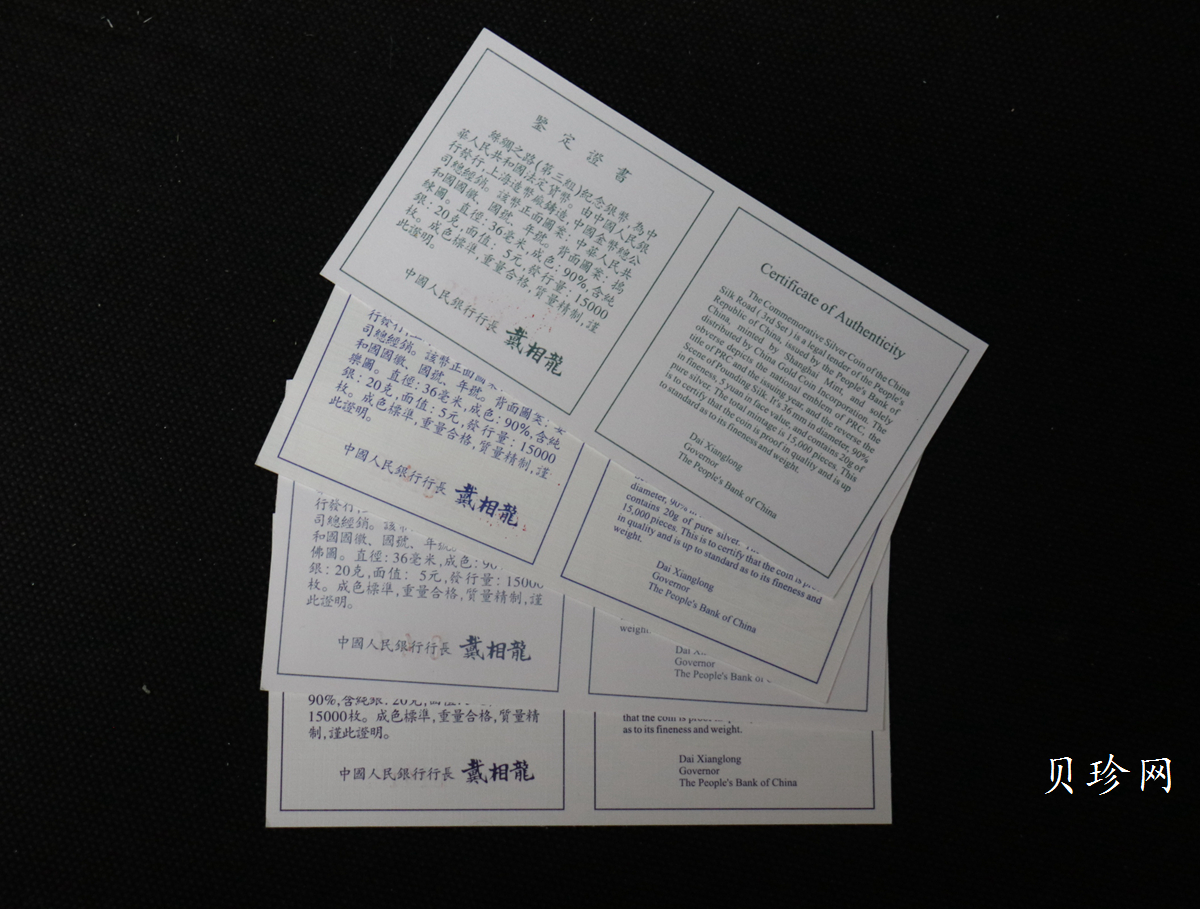 鑒定證書
絲綢之路(第三組)紀念銀幣,為中
華人民共和國法定貨幣。由中國人民銀
行發行,上海造幣廠鑄造,中國金幣總公
司總經銷。該幣正面圖案:中華人民共
和國國徽、國號、年號。背面圖案:搗
練圖。直徑:36毫米,成色:90%,含純
銀:20克,面值:5元,發行量:15000
枚。成色標準,重量合格,質量精制,謹
此證明。
中國人民銀行行長 戴相龍
Certificate of Authenticity
The Commemorative Silver Coin of the China
Silk Road ( 3rd Set ) is a legal tender of the People's
Republic of China, issued by the People's Bank of
China, minted by Shanghai Mint, and solely
distributed by China Gold Coin Incorporation. The
obverse depicts the national emblem of PRC the
title of PRC and the issuing year, and the reverse the
Scene of Pounding Silk. It's 36 mm in diameter, 90%
in fineness, 5 yuan in face value, and contains 20g of
pure silver. The total mintage is 15,000 pieces. This
is to certify that the coin is proof in quality and is up
to standard as to its fineness and weight.
Dai Xianglong
Governor
The People's Bank of China
行發行,
司總經銷。該幣正
和國國徽、國號、年號。背面圖案:
樂圖。直徑:36毫米,成色:90%,含純
銀:20克,面值:5元,發行量:15000
枚。成色標準,重量合格,質量精制,謹
此證明。
中國人民銀行行長 戴相龍
diameter, 90%
contains 20g of pure silver.
15,000 pieces. This is to certify that the coin is
in quality and is up to standard as to its fineness and
weight.
Dai Xianglong
Governor
The People's Bank of China
行發行,
司總經銷。該
和國國徽、國號、年號。
佛圖。直徑:36毫米,成色:
銀:20克,面值:5元,發行量:15000
枚。成色標準,重量合格,質量精制,謹
此證明。
中國人民銀行行長 戴相龍
weight.
Dai
Governor
The People's Bank of
90%,含純銀:20克,面值:
15000枚。成色標準,重量合格,質量精
制,謹此證明。
中國人民銀行行長 戴相龍
that the coin is proof
as to its fineness and weight.
Dai Xianglong
Governor
The People's Bank of China
贝珍网